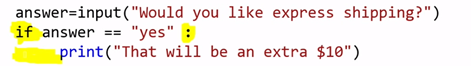 answer=input("Would you like express shipping?")
if answer == "yes" :
    print("That will be an extra $10")